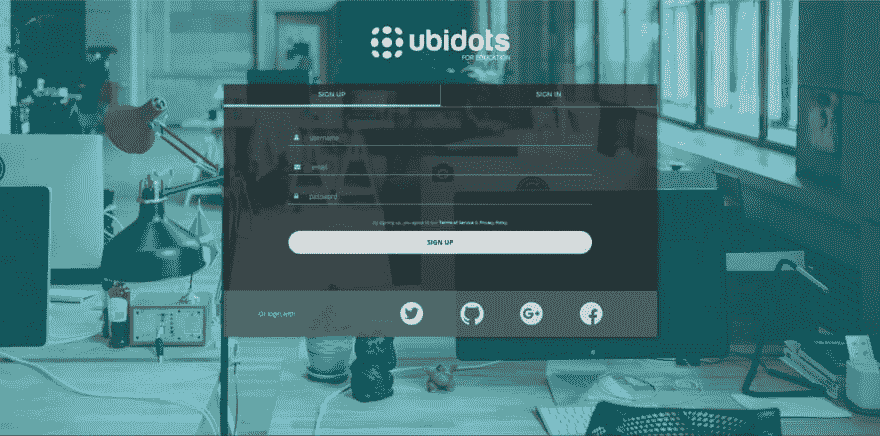 ubidots
FOR EDUCATION
SIGN UP
SIGN IN
username
email
password
By signing up, you agree to our Terms of Service & Privacy Policy
SIGN UP
Or login with